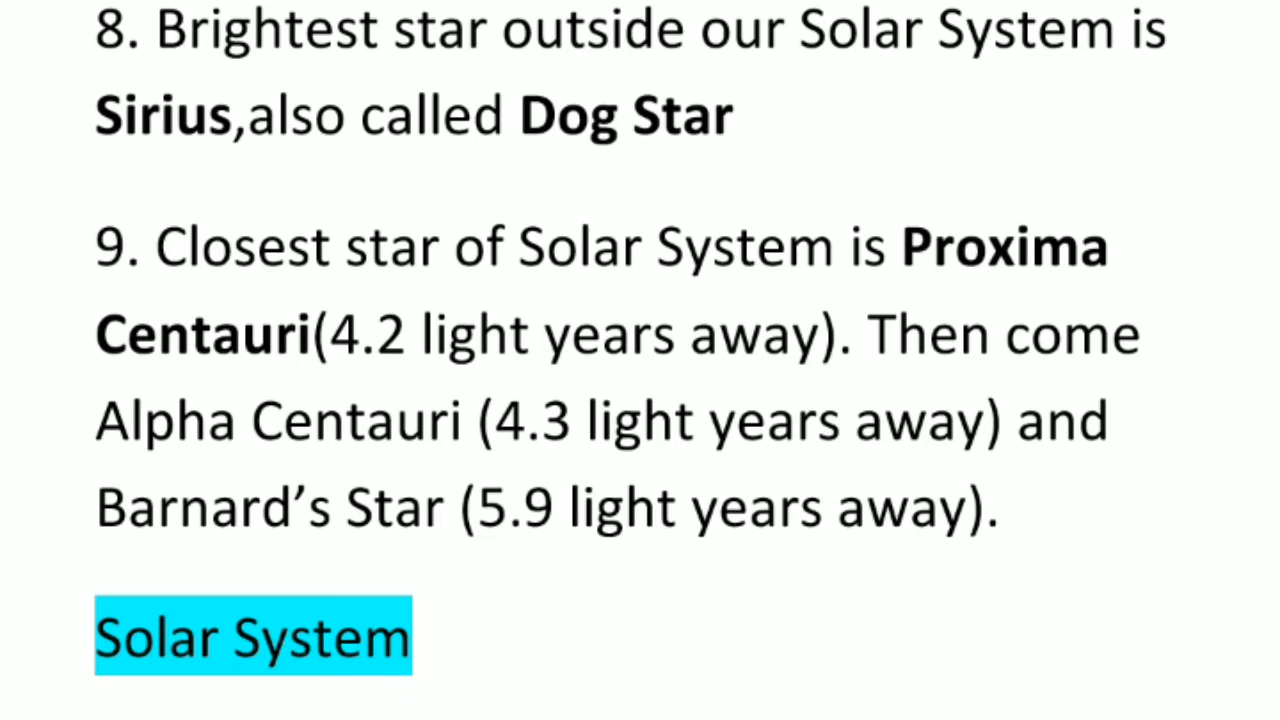 8. Brightest star outside our Solar System is
Sirius,also called Dog Star
9. Closest star of Solar System is Proxima
Centauri(4.2 light years away). Then come
Alpha Centauri (4.3 light years away) and
Barnard’s Star (5.9 light years away).
Solar System